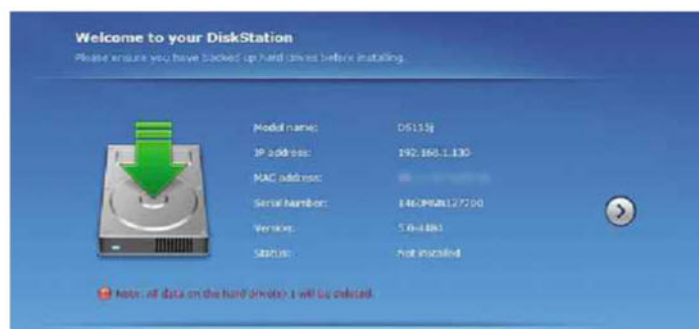 Welcome to your DiskStation
Please ensure you have backed up hard drives before installing.
Model name: DS115j
IP address: 192.168.1.130
MAC address:
Serial Number:
Version:
Status: Not installed
Note: All data on the hard drive(s) 1 will be deleted.